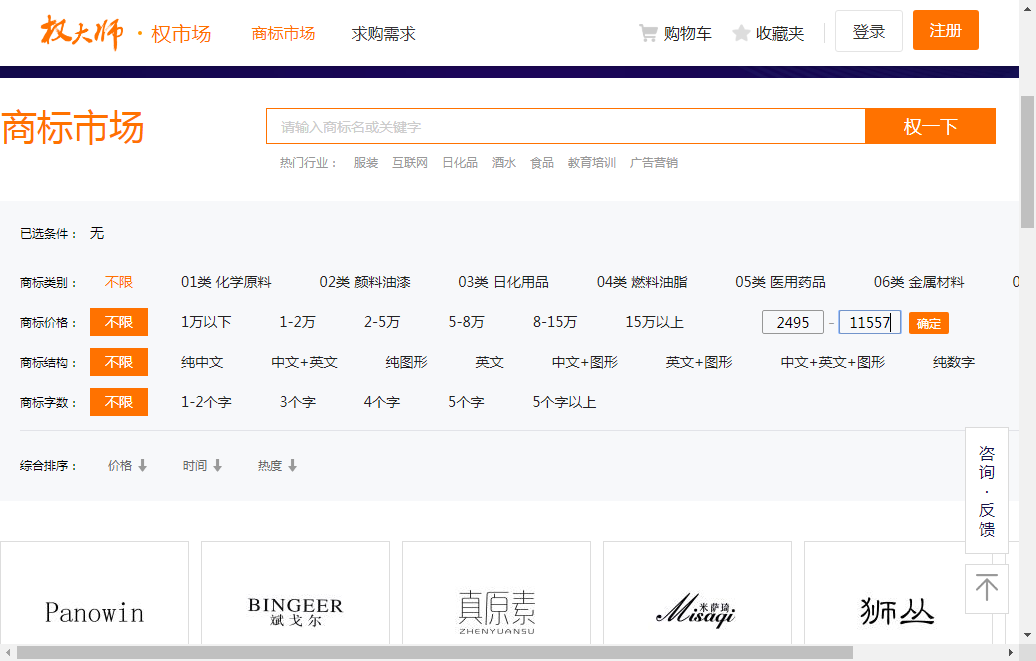 权大师 · 权市场 商标市场 求购需求 购物车 收藏夹 登录 注册
商标市场 请输入商标名或关键字 权一下
热门行业： 服装 互联网 日化品 酒水 食品 教育培训 广告营销
已选条件： 无
商标类别： 不限 01类 化学原料 02类 颜料油漆 03类 日化用品 04类 燃料油脂 05类 医用药品 06类 金属材料 0
商标价格： 不限 1万以下 1-2万 2-5万 5-8万 8-15万 15万以上 2495 - 11557 确定
商标结构： 不限 纯中文 中文+英文 纯图形 英文 中文+图形 英文+图形 中文+英文+图形 纯数字
商标字数： 不限 1-2个字 3个字 4个字 5个字 5个字以上
综合排序： 价格 时间 热度
咨询·反馈
Panowin
BINGEER
斌戈尔
真原素
ZHENYUANSU
米萨琦
Misaqi
狮丛